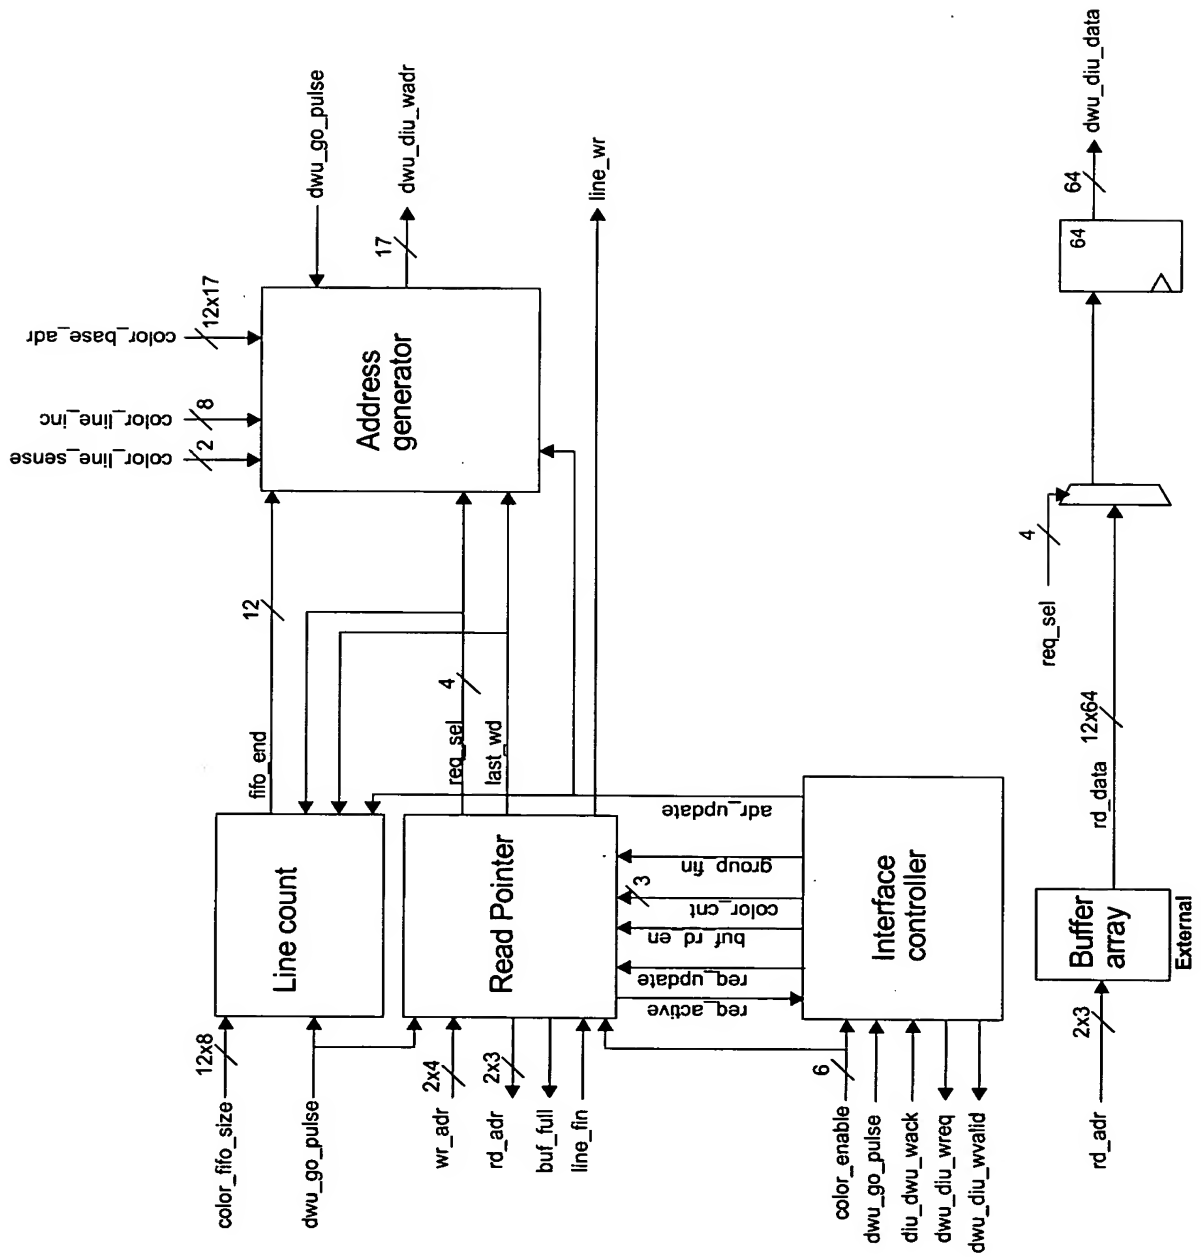 color_fifo_size
12x8
dwu_go_pulse
Line count
fifo_end
12
color_line_sense
2
color_line_inc
8
color_base_adr
12x17
Address
generator
dwu_go_pulse
17
dwu_diu_wadr
wr_adr
2x4
rd_adr
2x3
buf_full
line_fin
Read Pointer
req_sel
4
last_wd
line_wr
req_active
req_update
buf_rd_en
color_cnt
3
group_fin
adr_update
color_enable
6
dwu_go_pulse
diu_dwu_wack
dwu_diu_wreq
dwu_diu_wvalid
Interface
controller
rd_adr
2x3
Buffer
array
External
rd_data
12x64
req_sel
4
64
64
dwu_diu_data